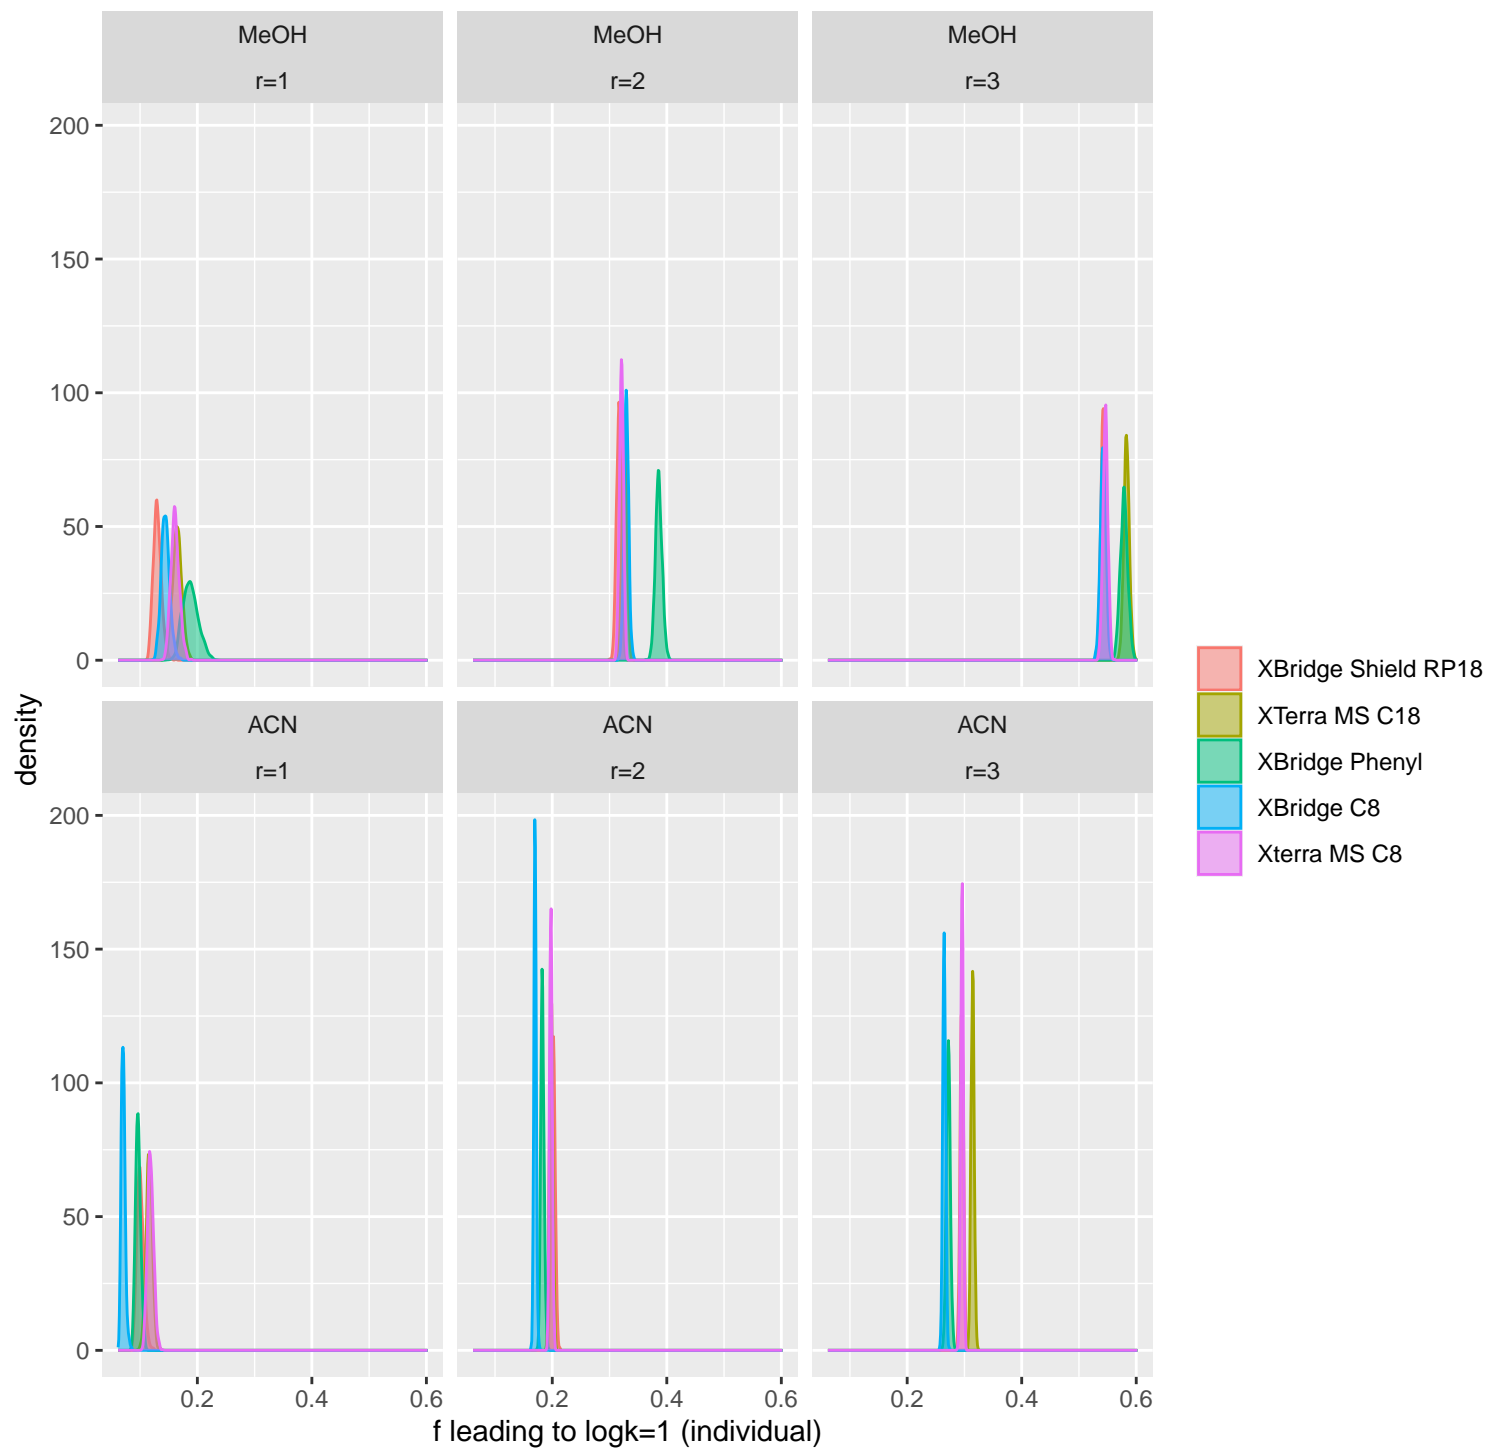 MeOH
r=1
MeOH
r=2
MeOH
r=3
200
150
100
50
0
ACN
r=1
ACN
r=2
ACN
r=3
200
150
100
50
0
0.2 0.4 0.6
0.2 0.4 0.6
0.2 0.4 0.6
f leading to logk=1 (individual)
density
XBridge Shield RP18
XTerra MS C18
XBridge Phenyl
XBridge C8
Xterra MS C8